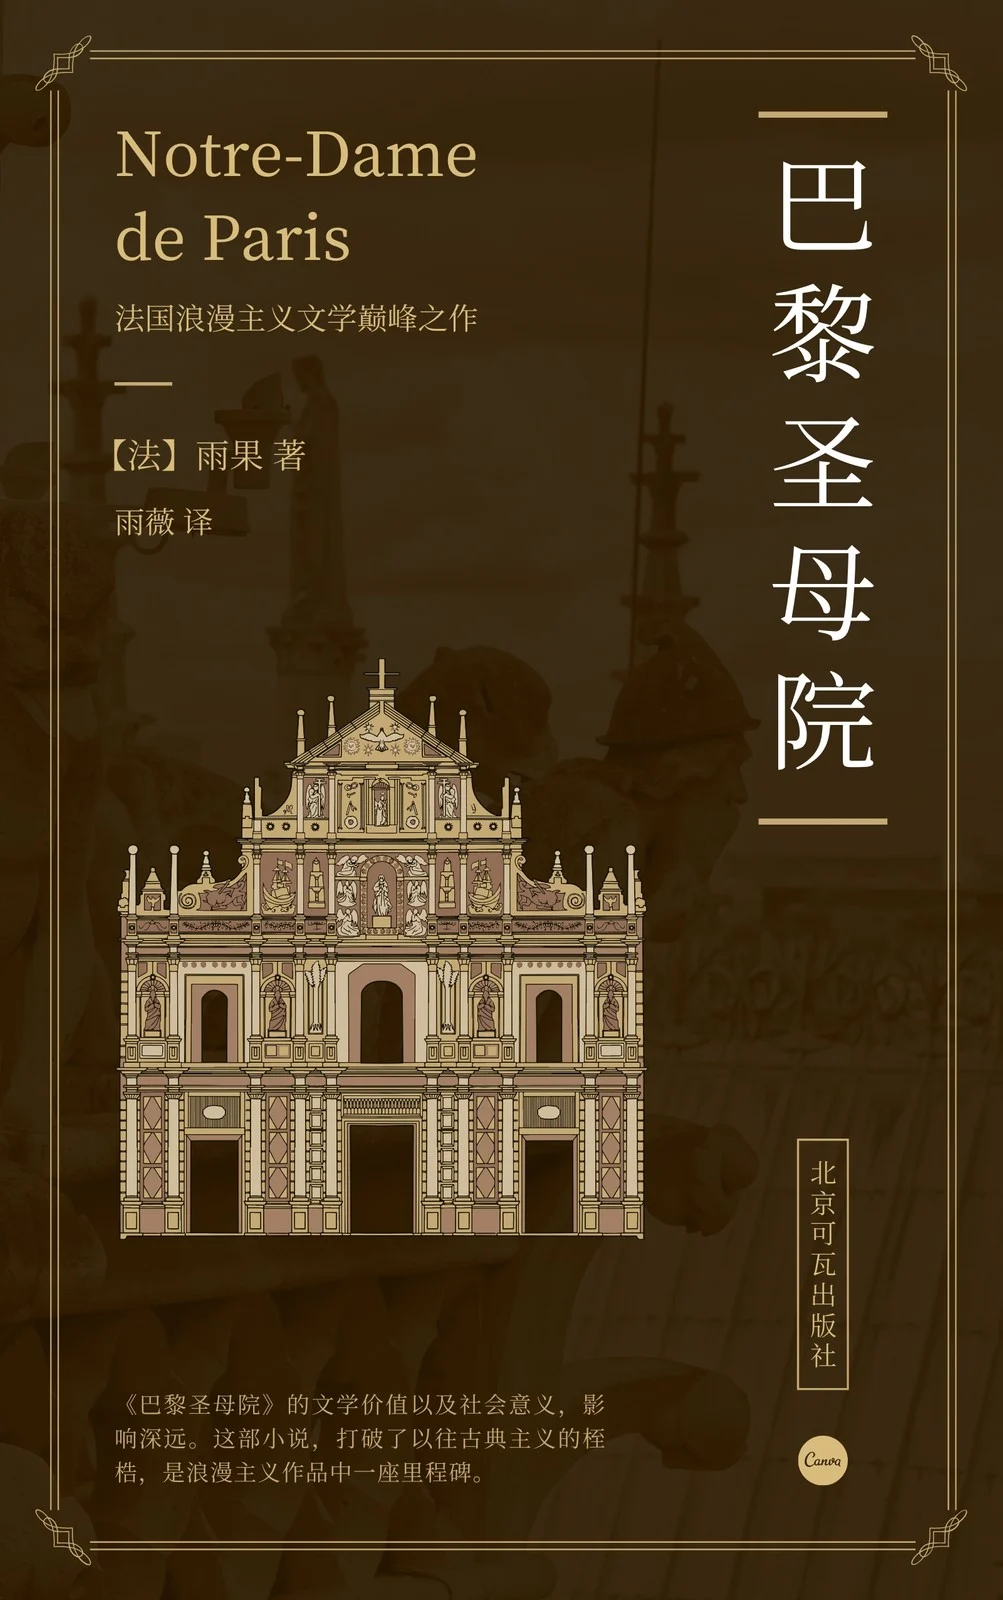 Notre-Dame
de Paris
法国浪漫主义文学巅峰之作
【法】雨果 著
雨薇 译
巴黎圣母院
北京可瓦出版社
Canva
《巴黎圣母院》的文学价值以及社会意义，影
响深远。这部小说，打破了以往古典主义的桎
梏，是浪漫主义作品中一座里程碑。